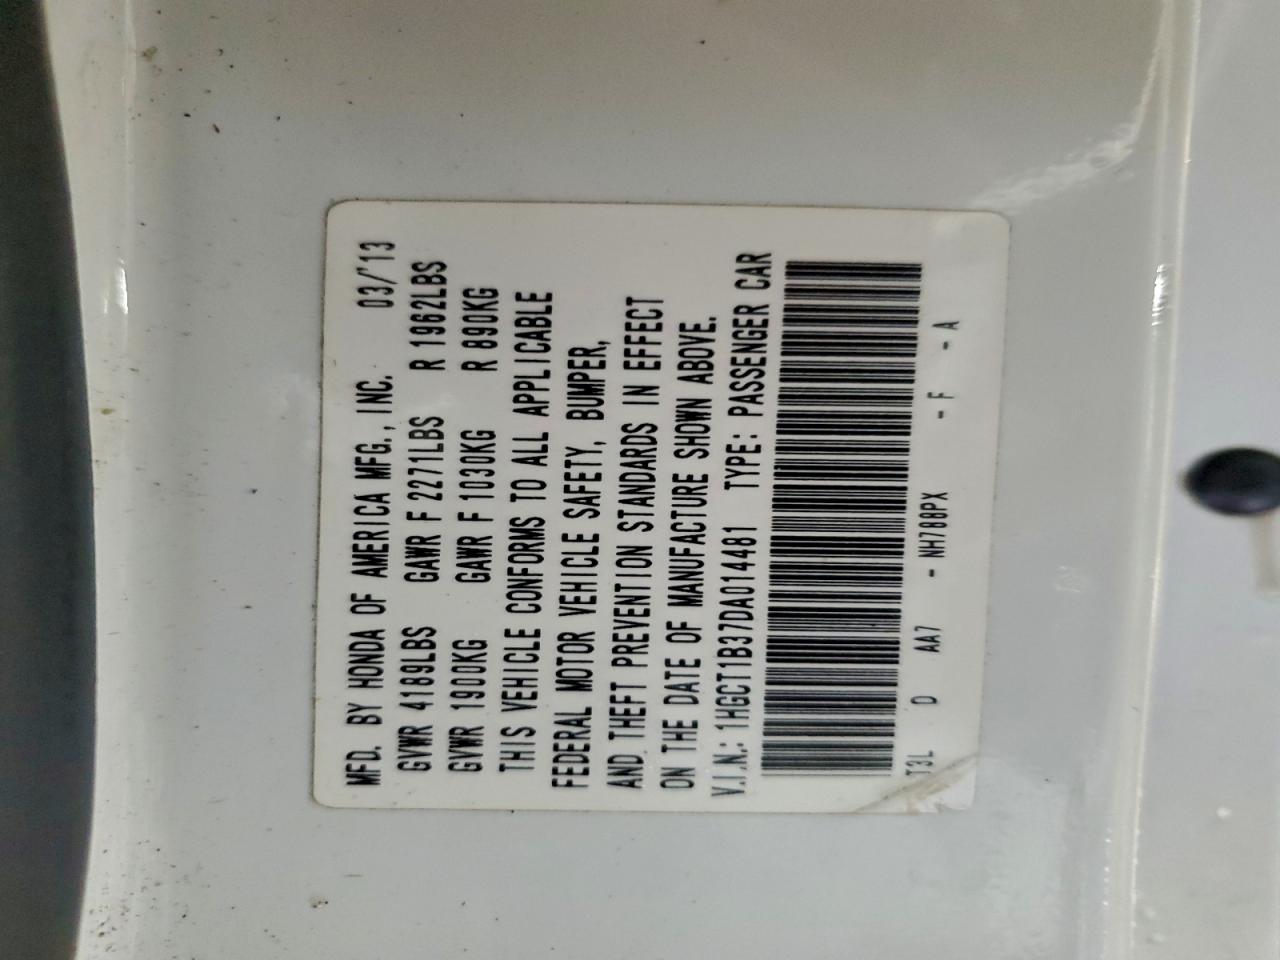 MFD. BY HONDA OF AMERICA MFG., INC. 03/'13
GVWR 4189LBS GAWR F 2271LBS R 1962LBS
GVWR 1900KG GAWR F 1030KG R 890KG
THIS VEHICLE CONFORMS TO ALL APPLICABLE
FEDERAL MOTOR VEHICLE SAFETY, BUMPER,
AND THEFT PREVENTION STANDARDS IN EFFECT
ON THE DATE OF MANUFACTURE SHOWN ABOVE.
V.I.N.: 1HGCT1B37DA014481 TYPE: PASSENGER CAR
T3L D AA7 - NH788PX - F - A